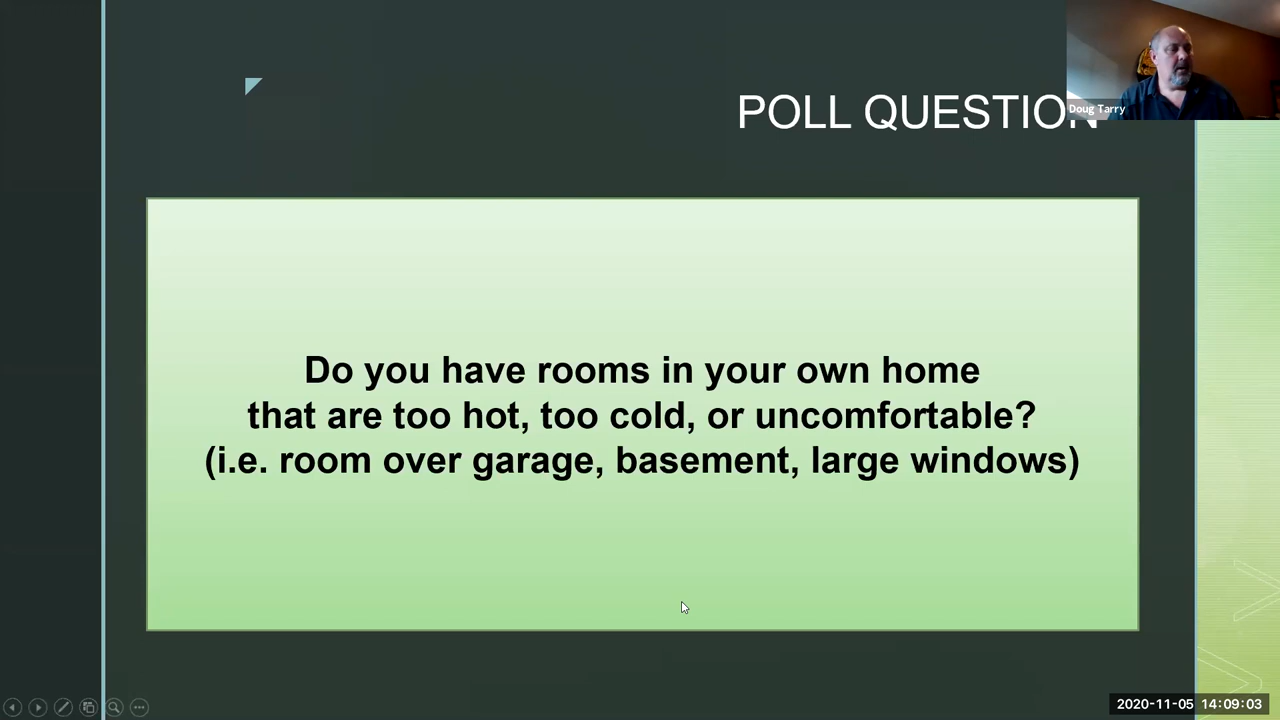 POLL QUESTION
Doug Tarry
Do you have rooms in your own home
that are too hot, too cold, or uncomfortable?
(i.e. room over garage, basement, large windows)
2020-11-05 14:09:03